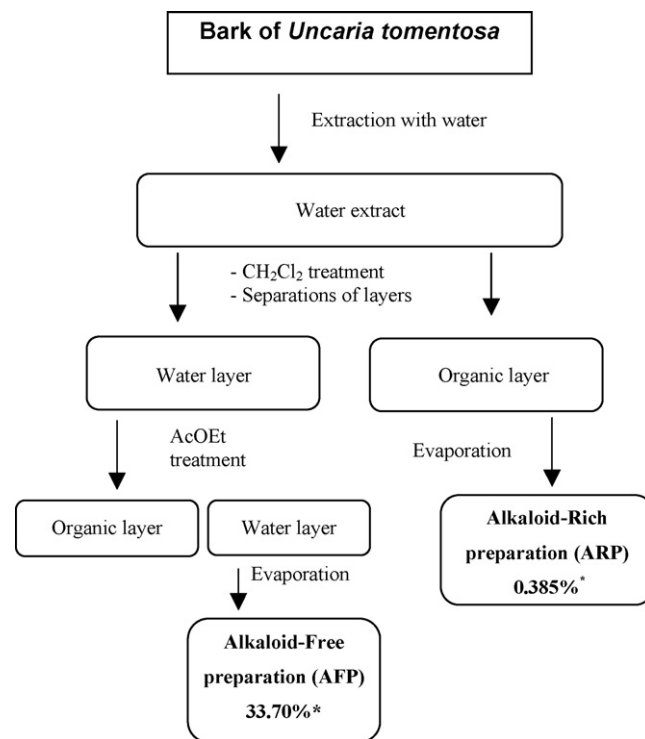 Bark of Uncaria tomentosa
Extraction with water
Water extract
- CH₂Cl₂ treatment
- Separations of layers
Water layer
Organic layer
AcOEt
treatment
Evaporation
Organic layer
Water layer
Alkaloid-Rich
preparation (ARP)
0.385%*
Evaporation
Alkaloid-Free
preparation (AFP)
33.70%*